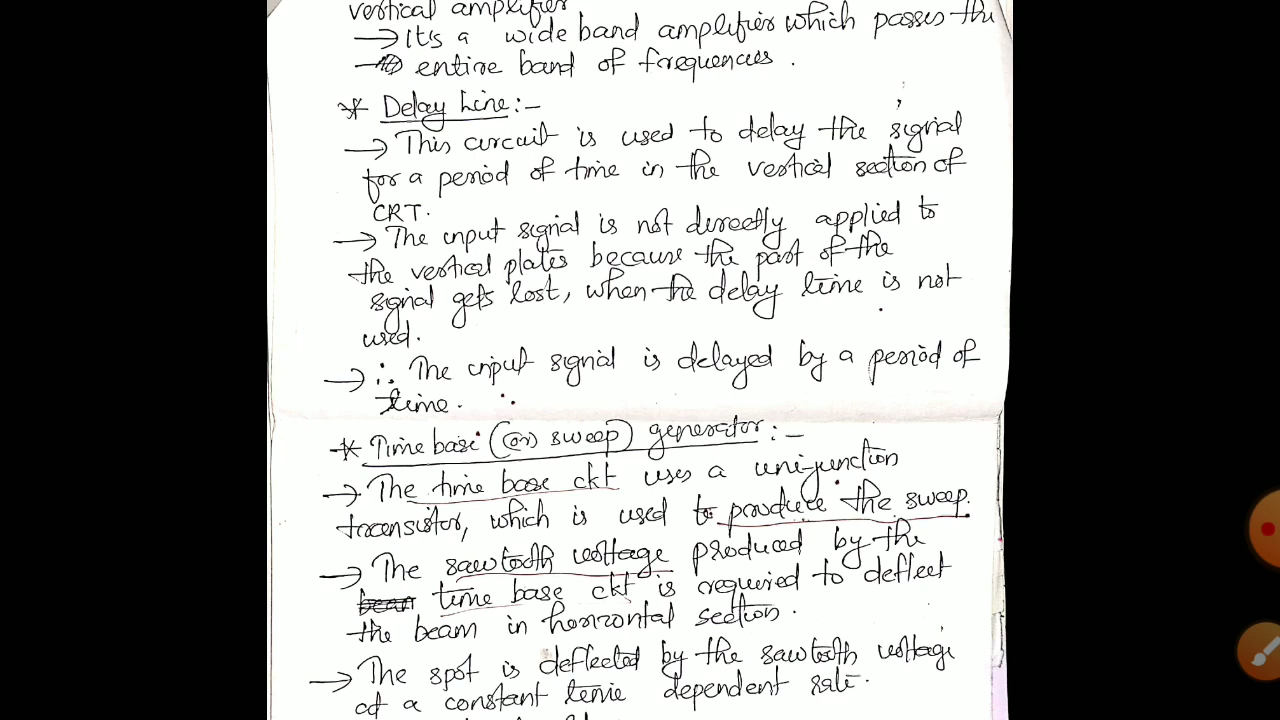 vertical amplifier
→ It's a wide band amplifier which passes the
→ entire band of frequencies.
* Delay Line:-
→ This circuit is used to delay the signal
for a period of time in the vertical section of
CRT.
→ The input signal is not directly applied to
the vertical plates because the part of the
signal gets lost, when the delay time is not
used.
→ ∴ The input signal is delayed by a period of
time.
* Time base (or) sweep) generator:-
→ The time base ckt uses a uni-junction
transistor, which is used to produce the sweep.
→ The sawtooth voltage produced by the
time base ckt is required to deflect
the beam in horizontal section.
→ The spot is deflected by the sawtooth voltage
at a constant time dependent rate.